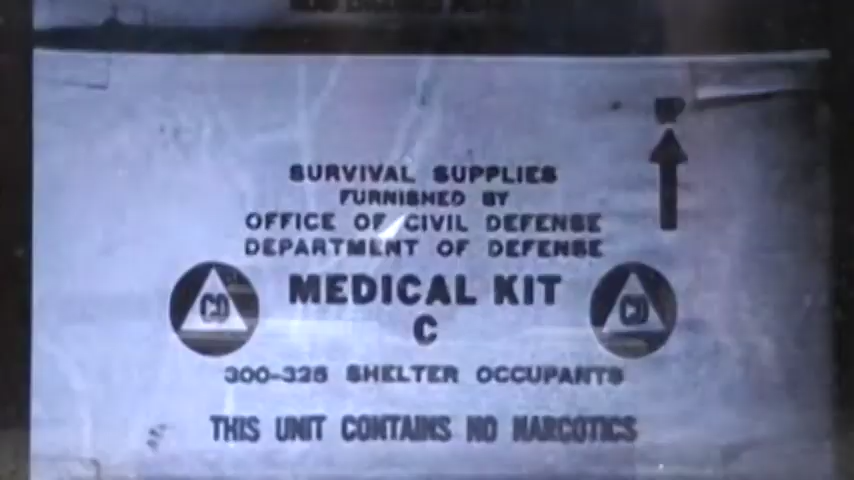 SURVIVAL SUPPLIES
FURNISHED BY
OFFICE OF CIVIL DEFENSE
DEPARTMENT OF DEFENSE
CD MEDICAL KIT CD
C
300-325 SHELTER OCCUPANTS
THIS UNIT CONTAINS NO NARCOTICS